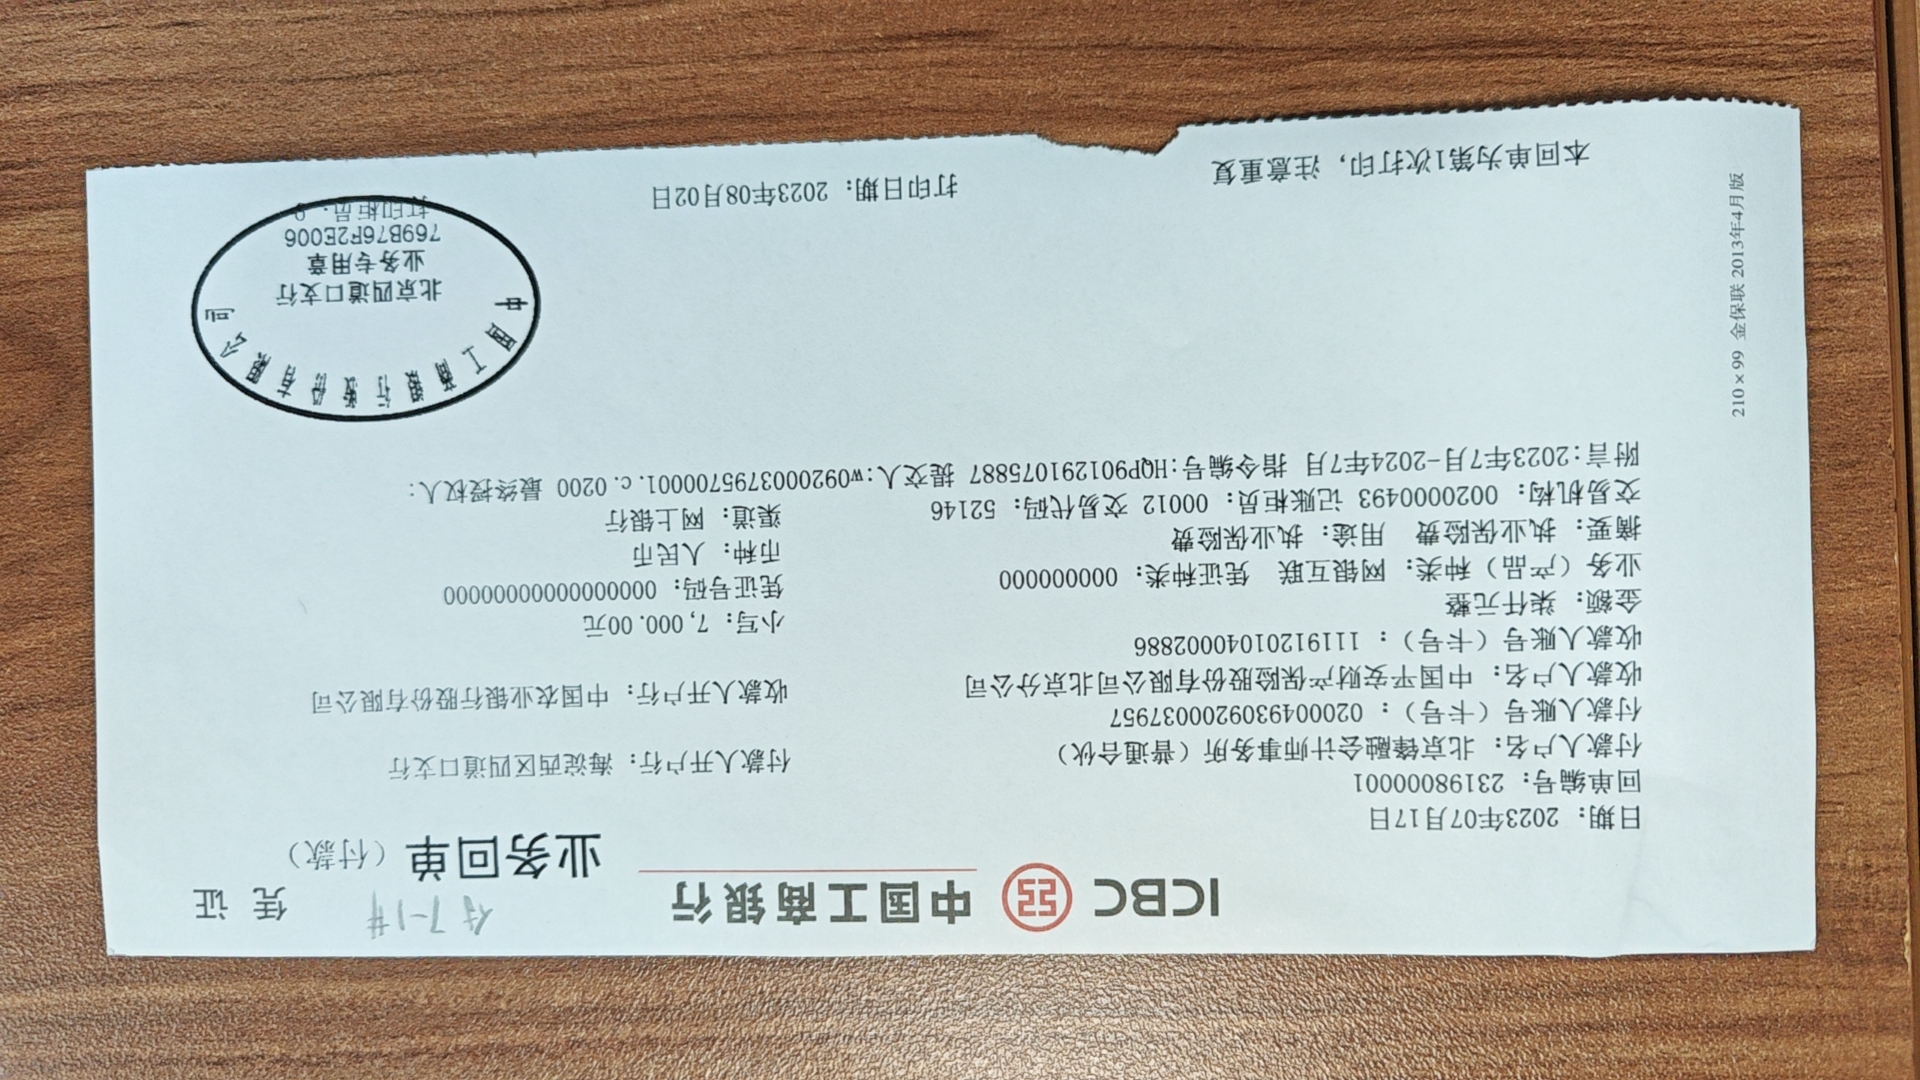 ICBC 中国工商银行
凭 证
业务回单（付款）
日期：2023年07月17日
回单编号：23198000001
付款人户名：北京锋融会计师事务所（普通合伙） 付款人开户行：海淀西区四道口支行
付款人账号（卡号）：0200049309200037957
收款人户名：中国平安财产保险股份有限公司北京分公司 收款人开户行：中国农业银行股份有限公司
收款人账号（卡号）：11191201040002886
金额：柒仟元整 小写：7,000.00元
业务（产品）种类：网银互联 凭证种类：000000000 凭证号码：00000000000000000
摘要：执业保险费 用途：执业保险费 币种：人民币
交易机构：0020000493 记账柜员：00012 交易代码：52146 渠道：网上银行
附言:2023年7月-2024年7月 指令编号:HQP901291075887 提交人:w0920003795700001.c.0200 最终授权人:
中国工商银行股份有限公司
北京四道口支行
业务专用章
769B76F2E006
打印柜员：9
本回单为第1次打印，注意重复 打印日期：2023年08月02日
210×99 金保联 2013年4月版